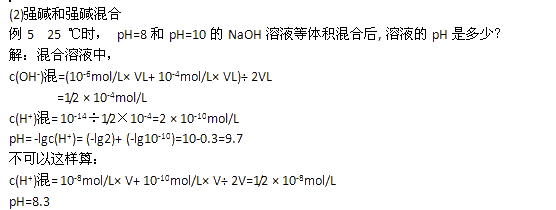 (2)强碱和强碱混合
例 5　25 ℃时，pH=8 和 pH=10 的 NaOH 溶液等体积混合后, 溶液的 pH 是多少?
解：混合溶液中，
c(OH⁻)混=(10⁻⁶mol/L× VL+ 10⁻⁴mol/L× VL)÷ 2VL
=1/2 × 10⁻⁴mol/L
c(H⁺)混= 10⁻¹⁴÷1/2×10⁻⁴=2 × 10⁻¹⁰mol/L
pH= -lgc(H⁺)= (-lg2)+ (-lg10⁻¹⁰)=10-0.3=9.7
不可以这样算:
c(H⁺)混= 10⁻⁸mol/L× V+ 10⁻¹⁰mol/L× V÷ 2V=1/2 × 10⁻⁸mol/L
pH=8.3